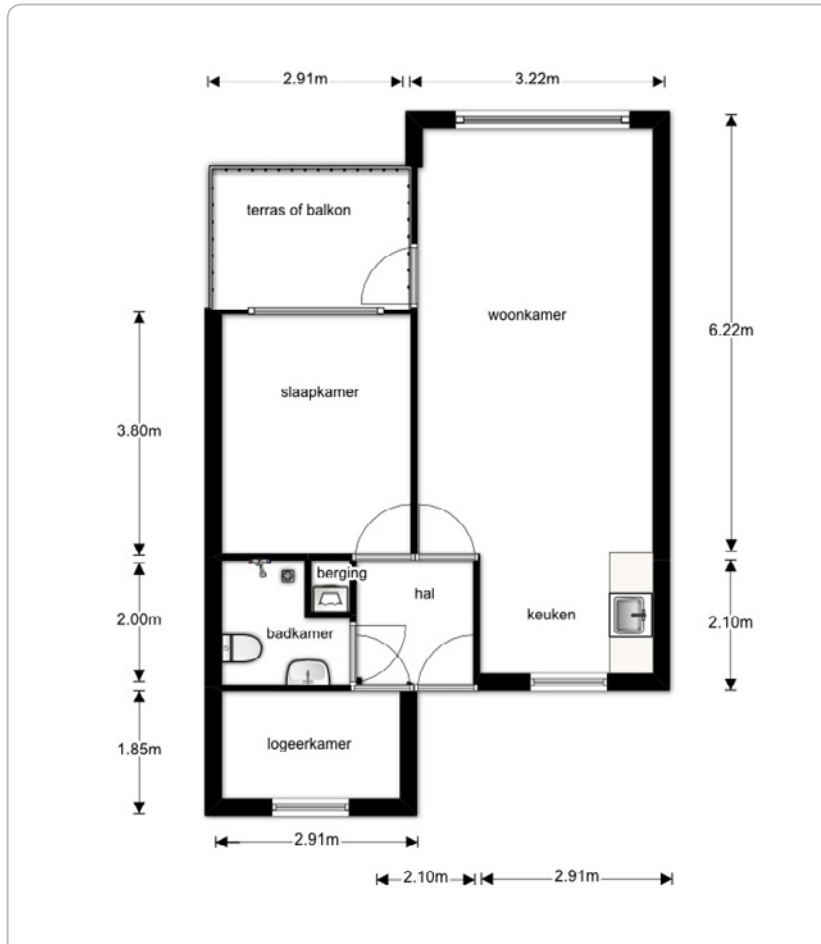 2.91m
3.22m
terras of balkon
woonkamer
6.22m
slaapkamer
3.80m
berging
hal
2.00m
badkamer
keuken
2.10m
logeerkamer
1.85m
2.91m
2.10m
2.91m